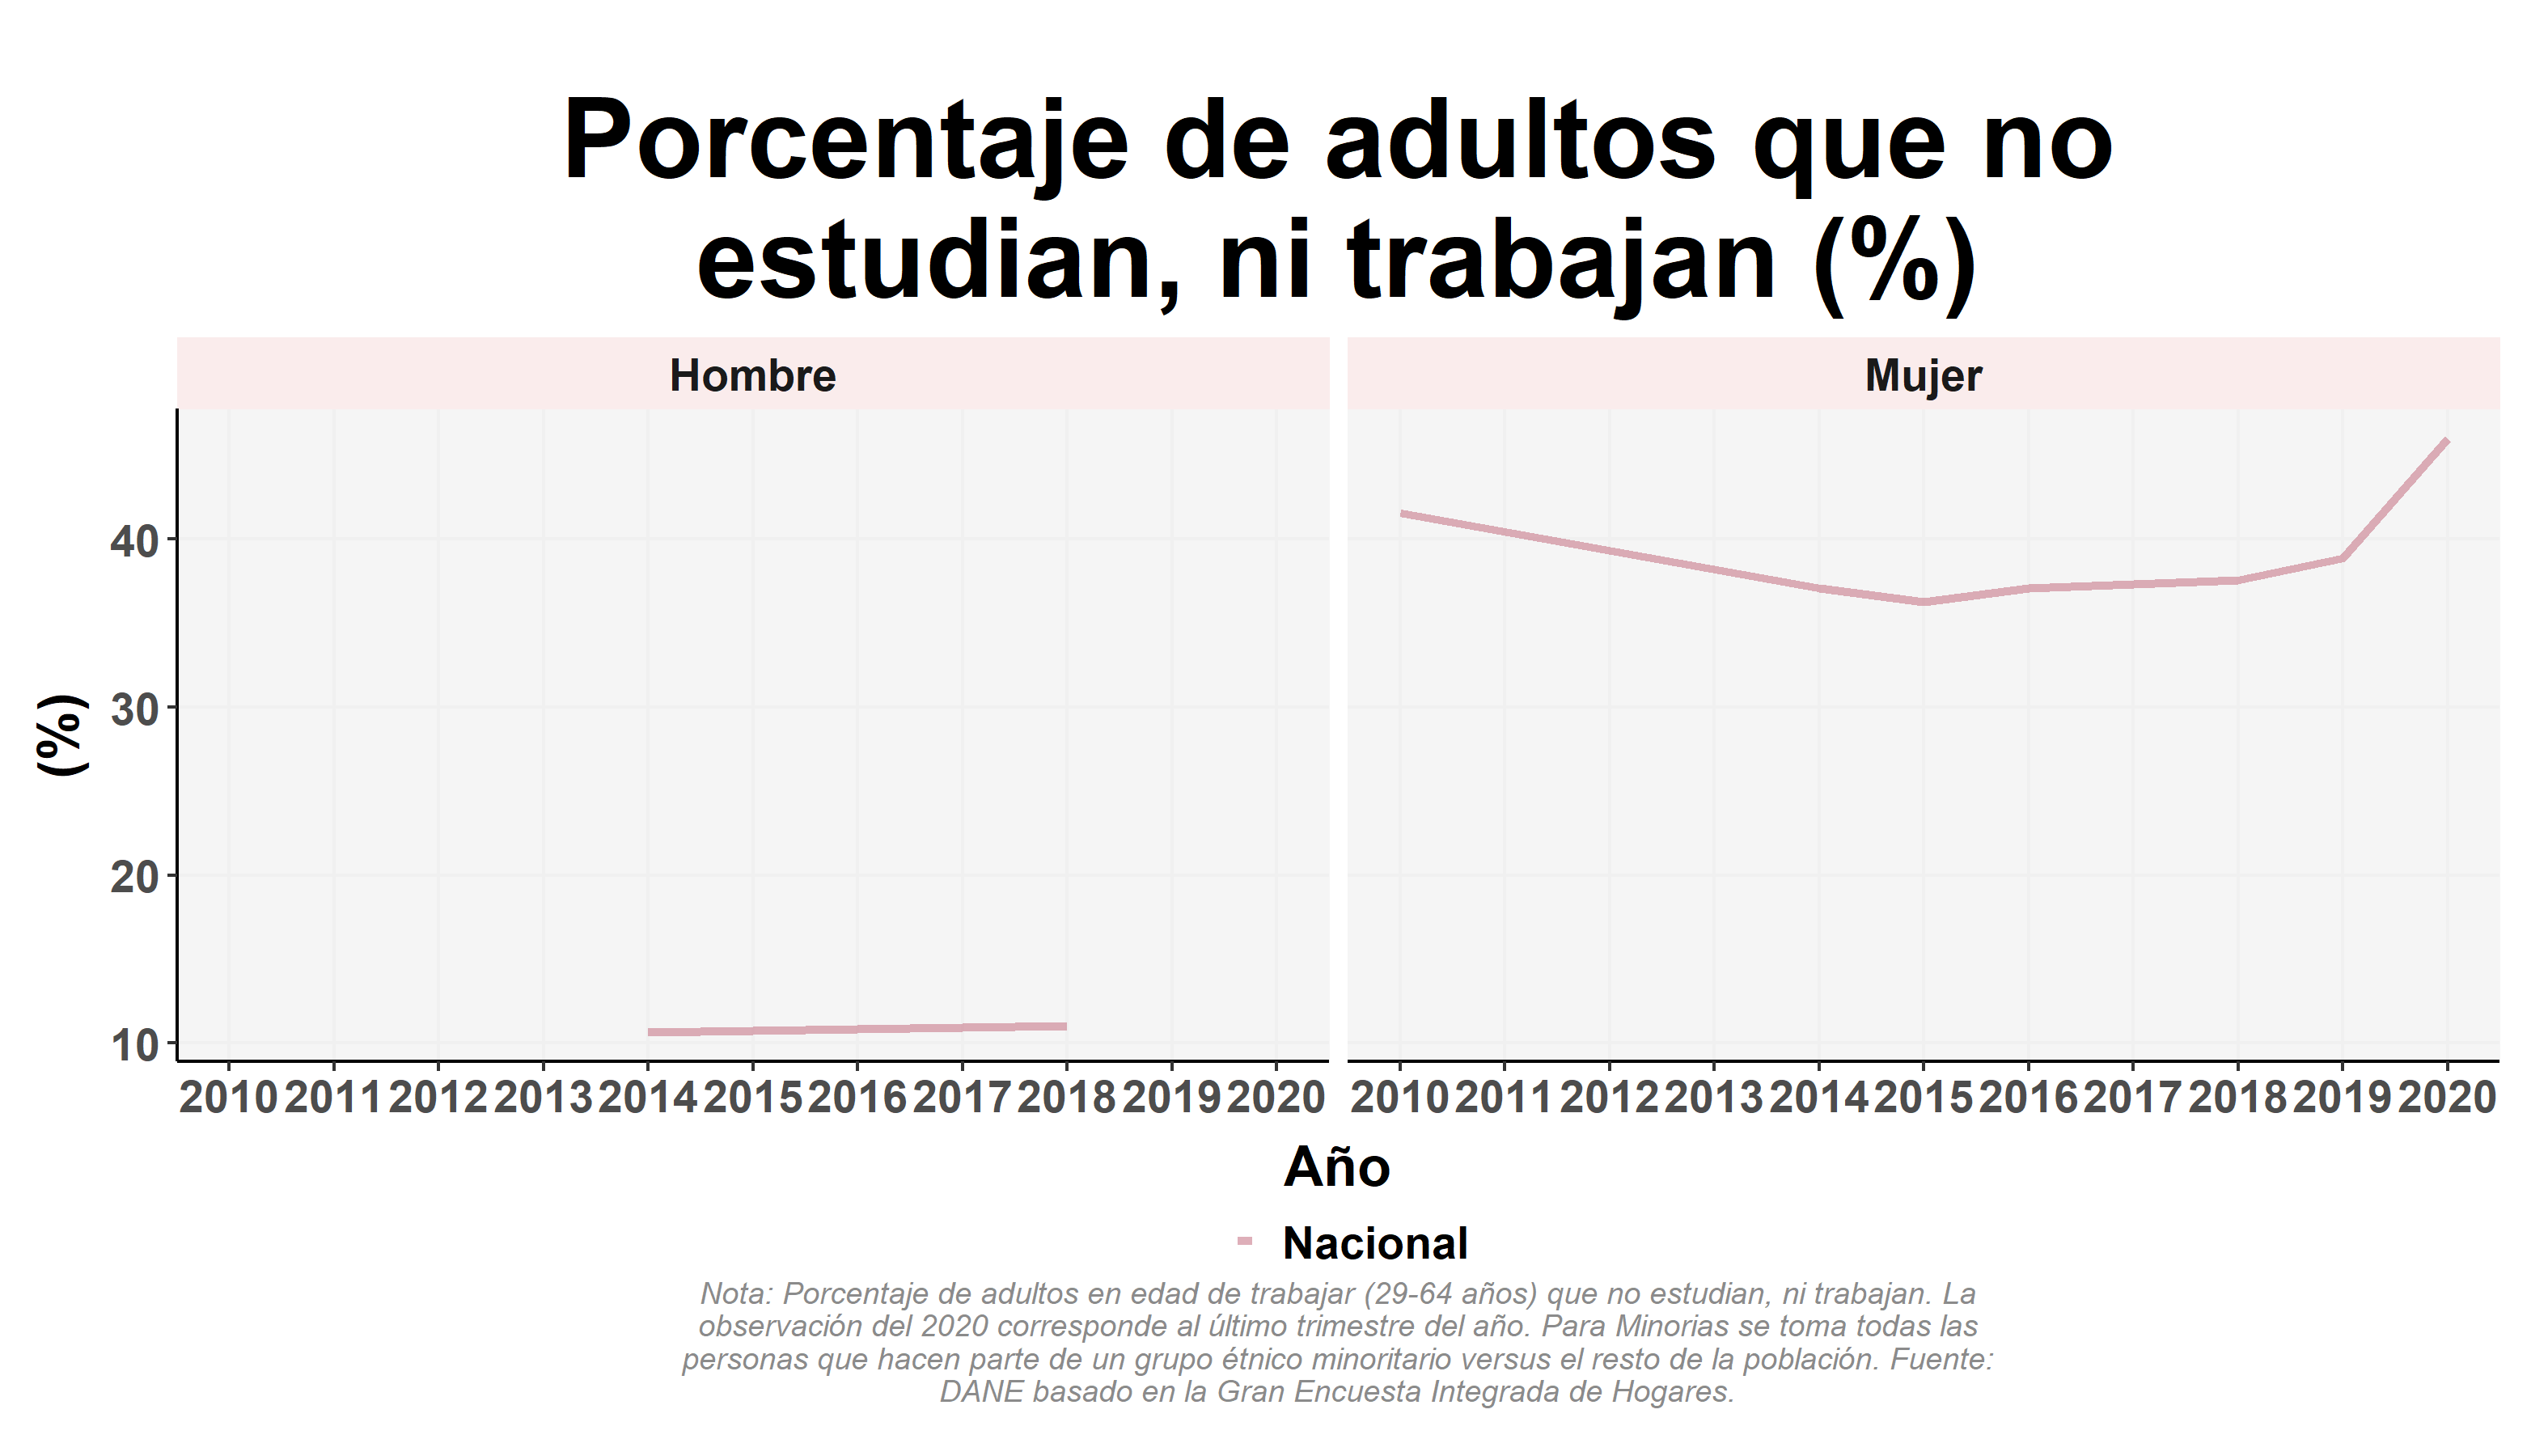 Porcentaje de adultos que no
estudian, ni trabajan (%)
Hombre
Mujer
(%)
40
30
20
10
2010 2011 2012 2013 2014 2015 2016 2017 2018 2019 2020
2010 2011 2012 2013 2014 2015 2016 2017 2018 2019 2020
Año
Nacional
Nota: Porcentaje de adultos en edad de trabajar (29-64 años) que no estudian, ni trabajan. La
observación del 2020 corresponde al último trimestre del año. Para Minorias se toma todas las
personas que hacen parte de un grupo étnico minoritario versus el resto de la población. Fuente:
DANE basado en la Gran Encuesta Integrada de Hogares.